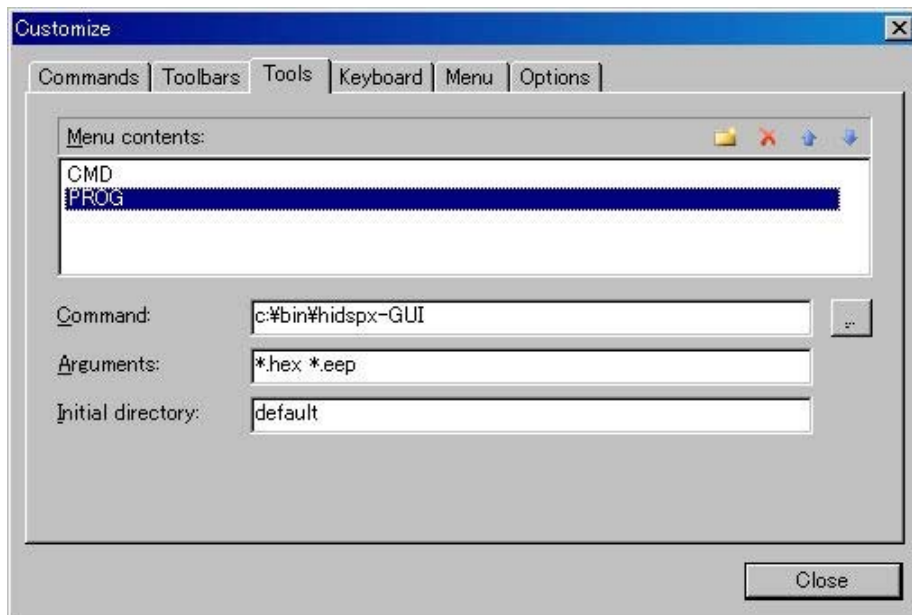 Customize
Commands Toolbars Tools Keyboard Menu Options
Menu contents:
CMD
PROG
Command: c:¥bin¥hidspx-GUI ...
Arguments: *.hex *.eep
Initial directory: default
Close